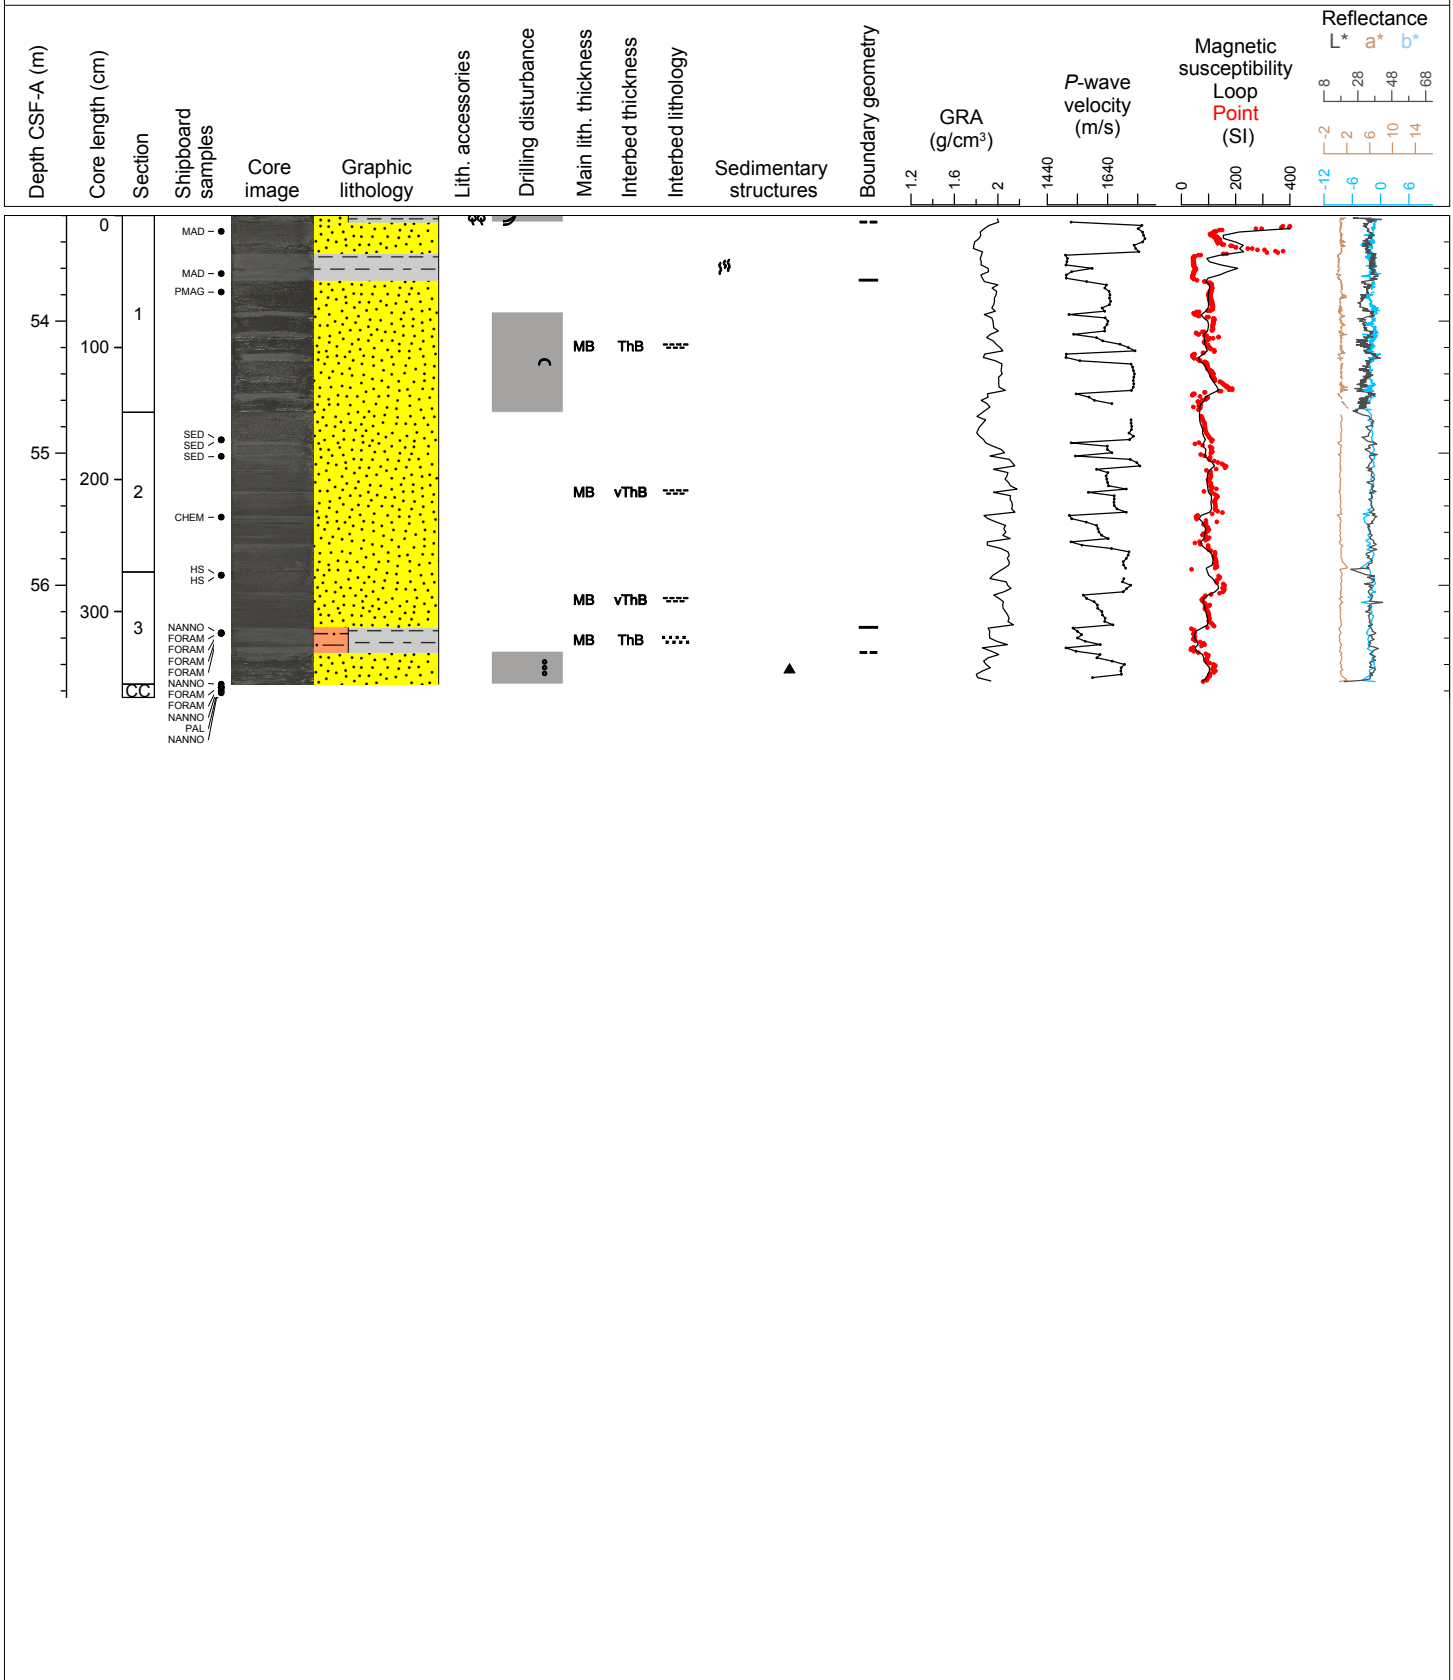 Depth CSF-A (m)
Core length (cm)
Section
Shipboard
samples
Core
image
Graphic
lithology
Lith. accessories
Drilling disturbance
Main lith. thickness
Interbed thickness
Interbed lithology
Sedimentary
structures
Boundary geometry
GRA
(g/cm³)
1.2 1.6 2
P-wave
velocity
(m/s)
1440 1640
Magnetic
susceptibility
Loop
Point
(SI)
0 200 400
Reflectance
L* a* b*
8 28 48 68
-2 2 6 10 14
-12 -6 0 6
0
MAD
MAD
PMAG
54
1
100
MB ThB
SED
SED
55
SED
200
2
MB vThB
CHEM
HS
HS
56
MB vThB
300
3
NANNO
FORAM
MB ThB
FORAM
FORAM
FORAM
NANNO
CC
FORAM
FORAM
NANNO
PAL
NANNO